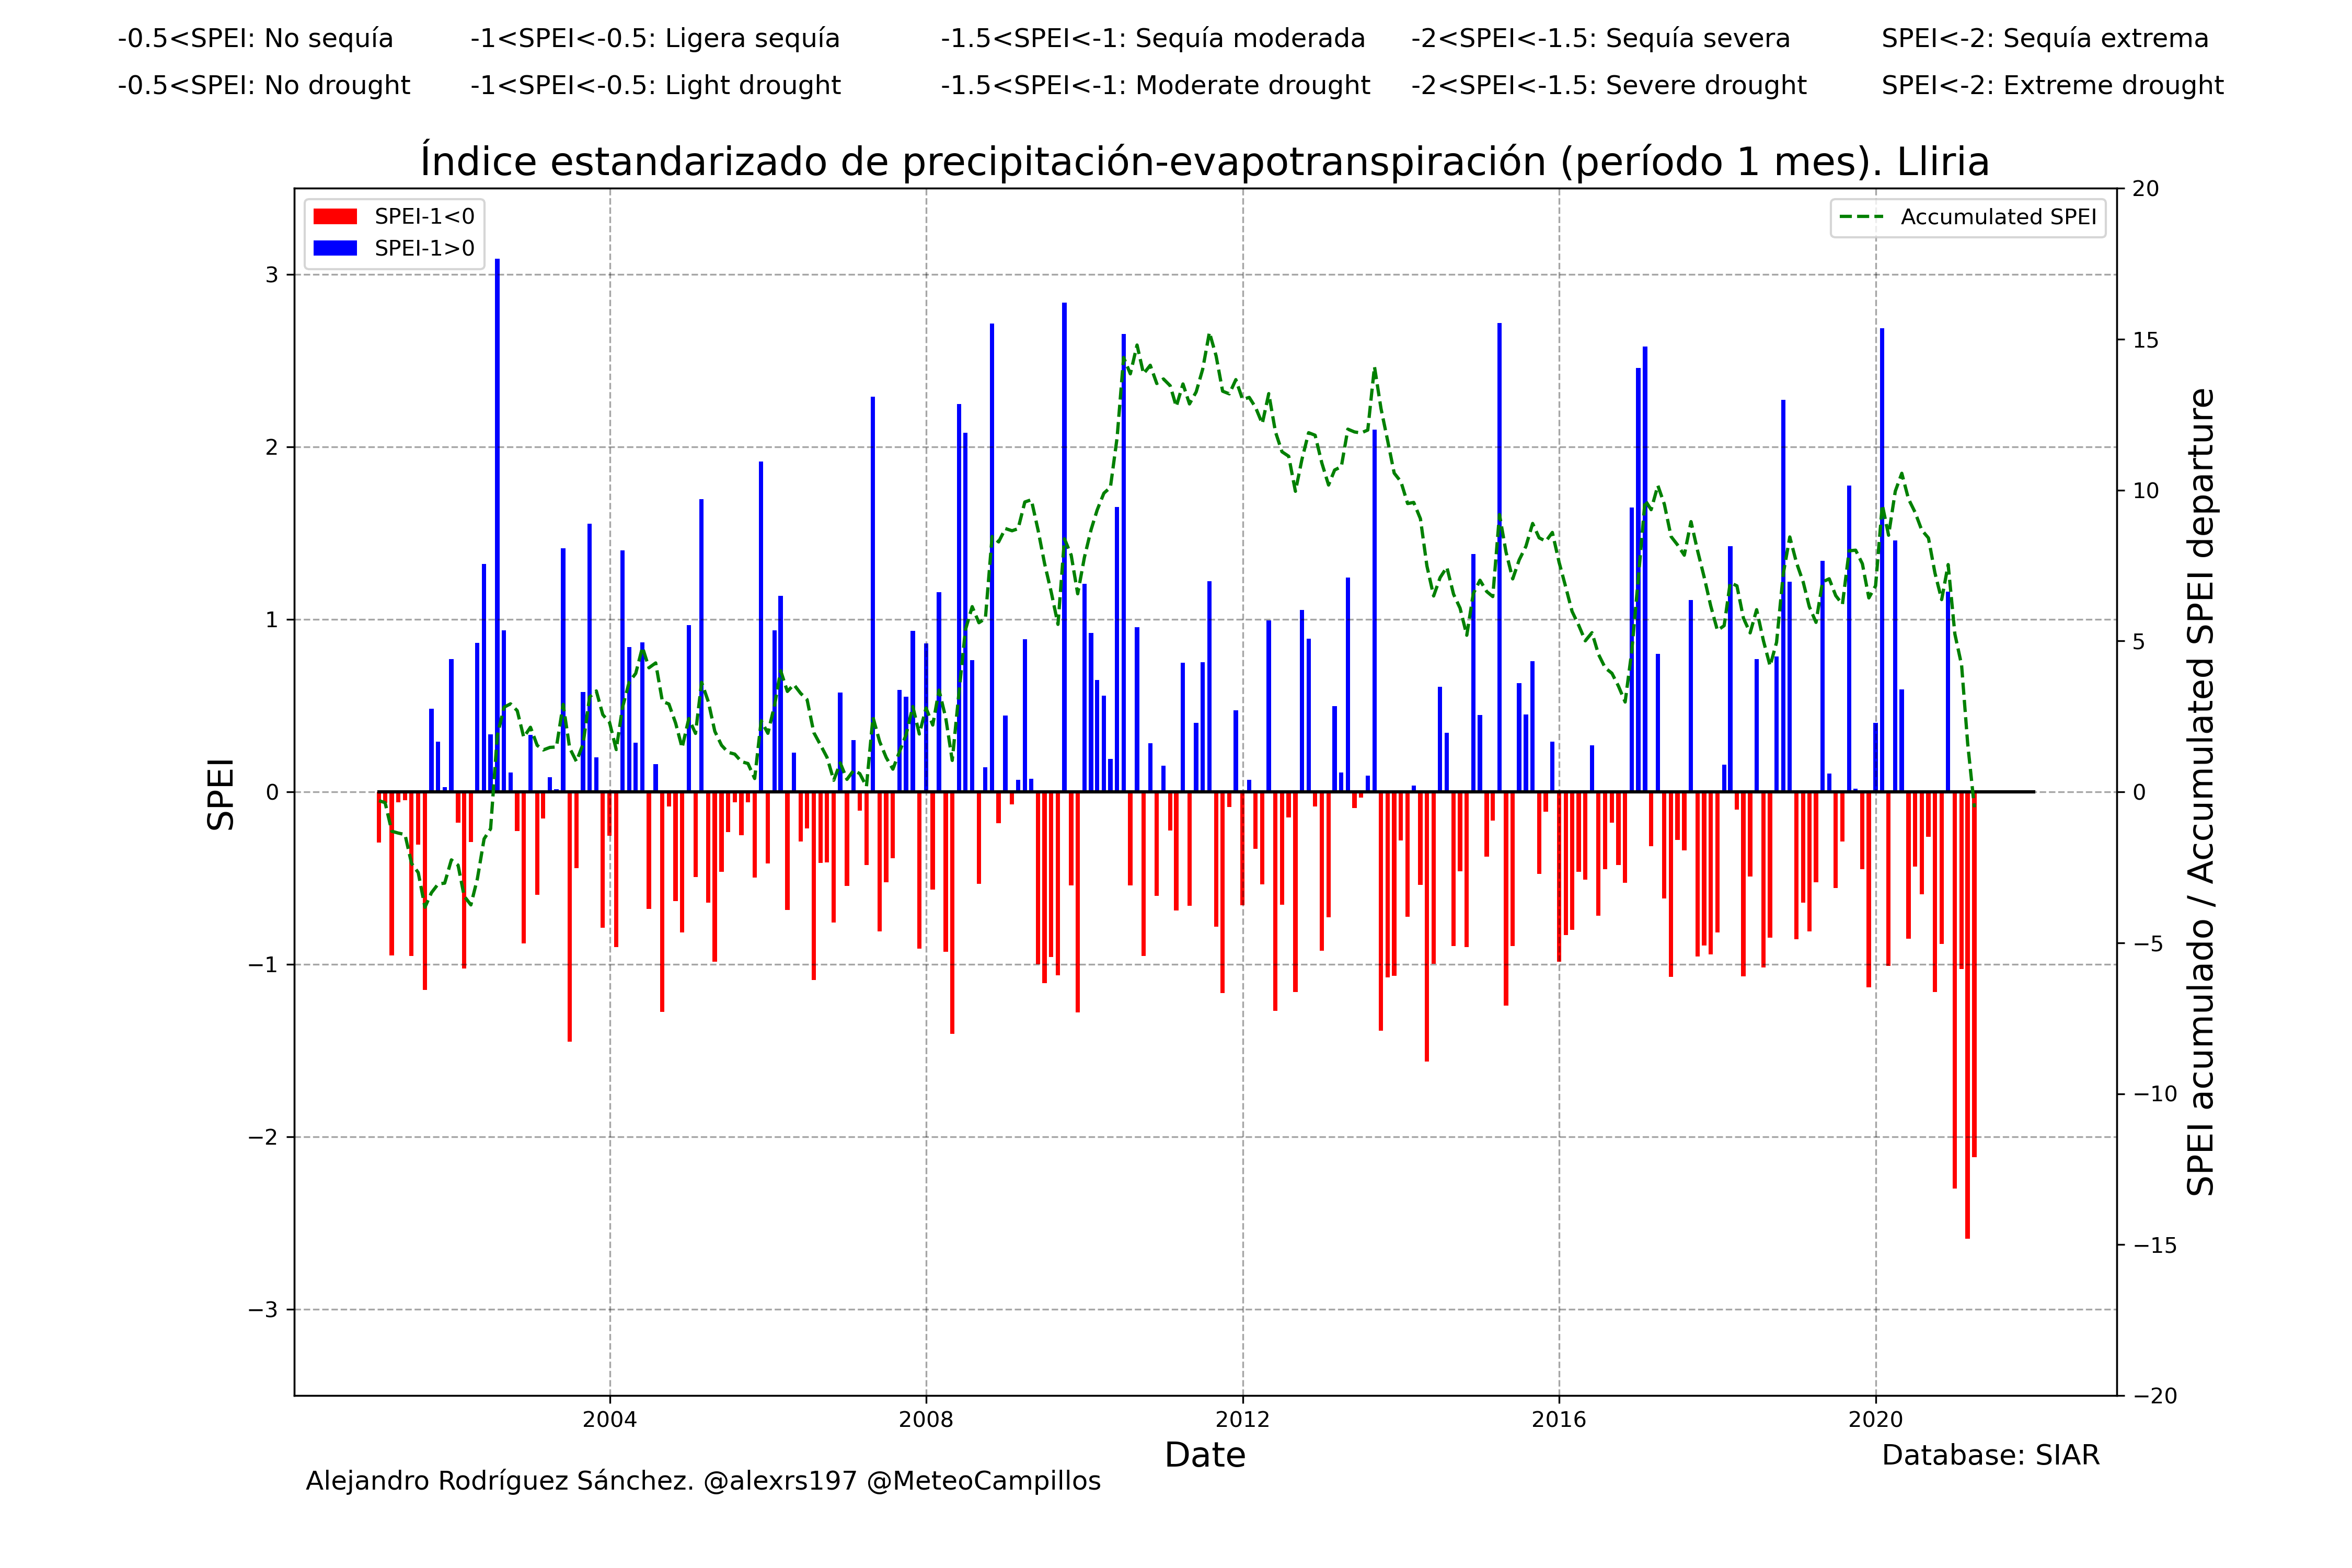 -0.5<SPEI: No sequía -1<SPEI<-0.5: Ligera sequía -1.5<SPEI<-1: Sequía moderada -2<SPEI<-1.5: Sequía severa SPEI<-2: Sequía extrema
-0.5<SPEI: No drought -1<SPEI<-0.5: Light drought -1.5<SPEI<-1: Moderate drought -2<SPEI<-1.5: Severe drought SPEI<-2: Extreme drought
Índice estandarizado de precipitación-evapotranspiración (período 1 mes). Lliria
SPEI-1<0
SPEI-1>0
Accumulated SPEI
SPEI
3
2
1
0
−1
−2
−3
20
15
10
5
0
−5
−10
−15
−20
SPEI acumulado / Accumulated SPEI departure
2004 2008 2012 2016 2020
Date
Database: SIAR
Alejandro Rodríguez Sánchez. @alexrs197 @MeteoCampillos